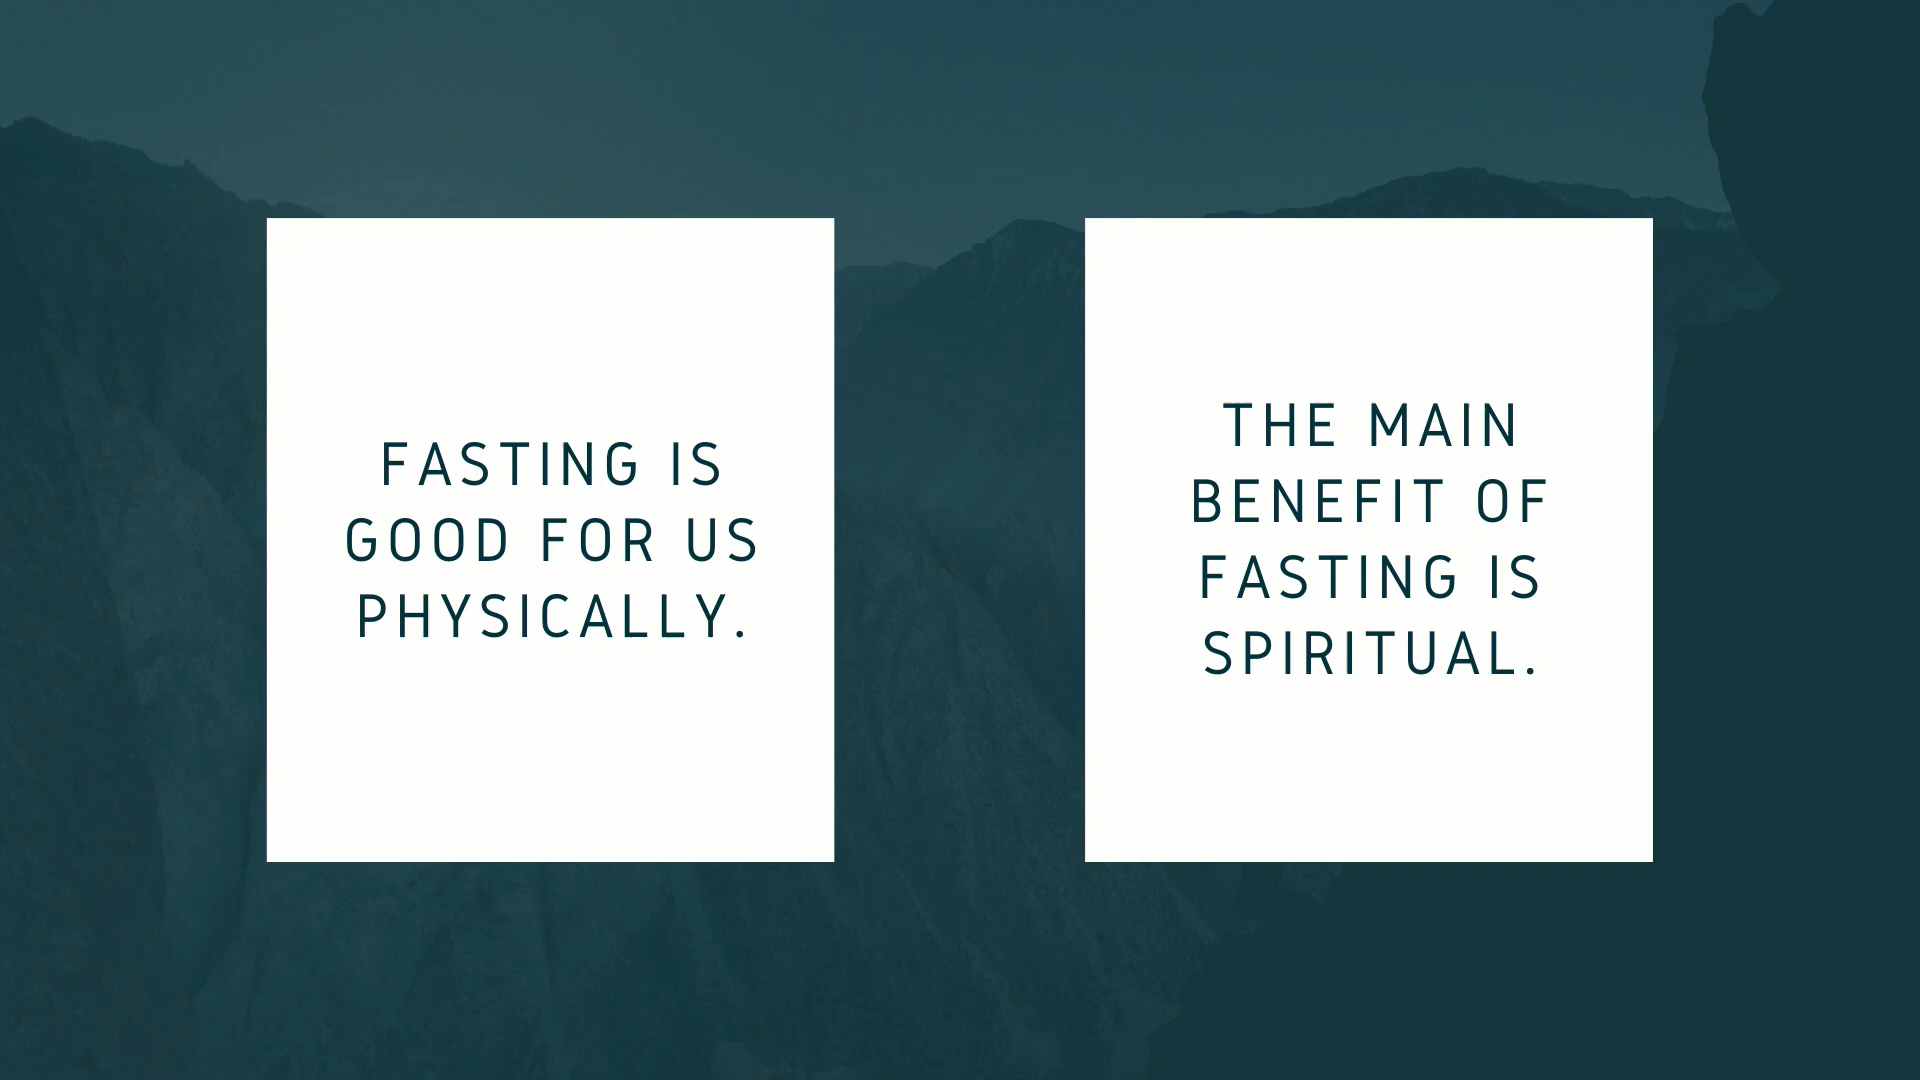 FASTING IS
GOOD FOR US
PHYSICALLY.
THE MAIN
BENEFIT OF
FASTING IS
SPIRITUAL.